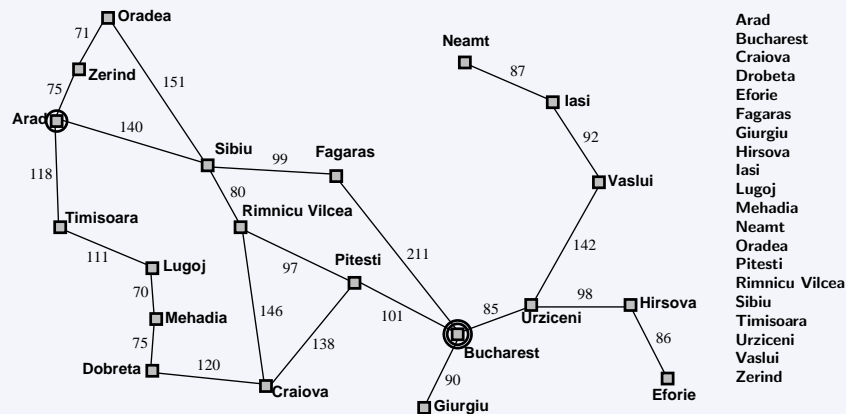 Oradea
71
Neamt
87
Zerind
75
151
Iasi
Arad
140
92
Sibiu
99
Fagaras
118
80
Vaslui
Timisoara
Rimnicu Vilcea
111
Lugoj
97
Pitesti
211
142
70
146
98
Hirsova
85
Mehadia
101
Urziceni
75
138
86
Bucharest
Dobreta
120
90
Craiova
Eforie
Giurgiu
Arad
Bucharest
Craiova
Drobeta
Eforie
Fagaras
Giurgiu
Hirsova
Iasi
Lugoj
Mehadia
Neamt
Oradea
Pitesti
Rimnicu Vilcea
Sibiu
Timisoara
Urziceni
Vaslui
Zerind